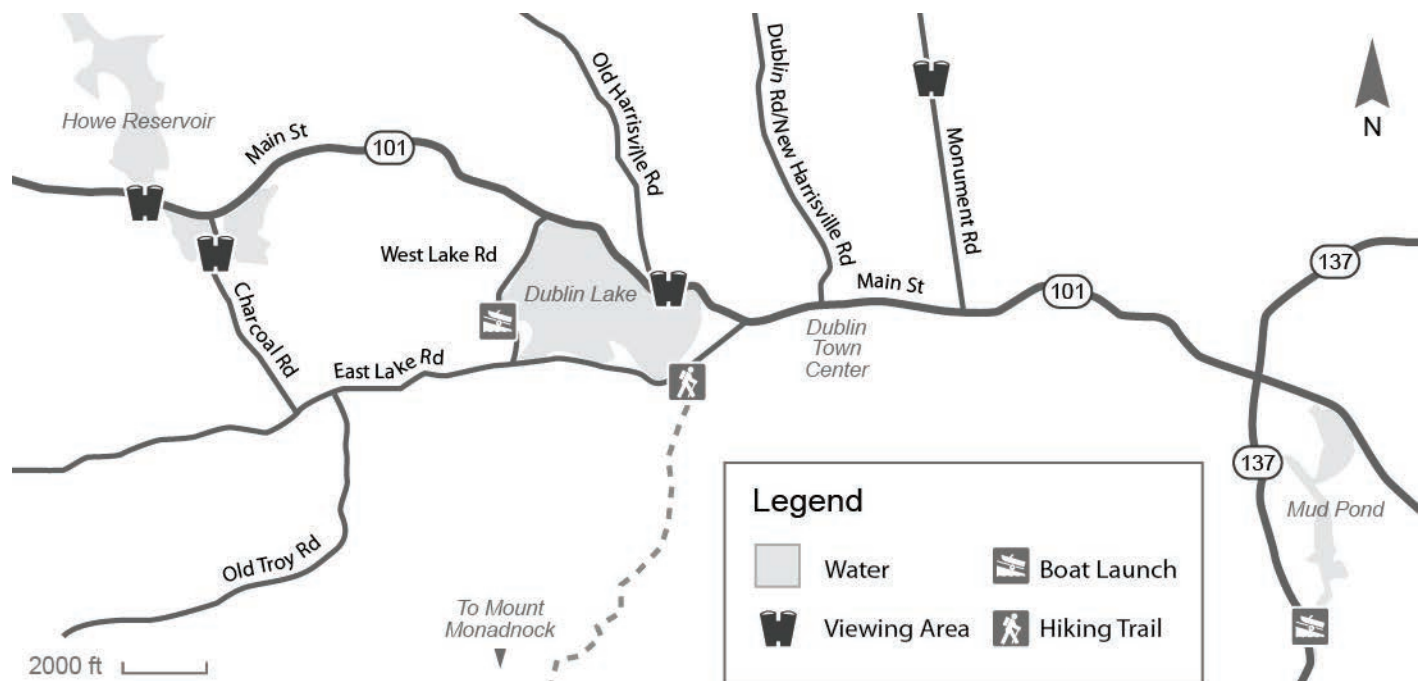 Howe Reservoir
Main St
101
Old Harrisville Rd
Dublin Rd/New Harrisville Rd
Monument Rd
N
West Lake Rd
Dublin Lake
Main St
101
137
Charcoal Rd
East Lake Rd
Dublin
Town
Center
137
Mud Pond
Old Troy Rd
To Mount
Monadnock
2000 ft
Legend
Water
Boat Launch
Viewing Area
Hiking Trail